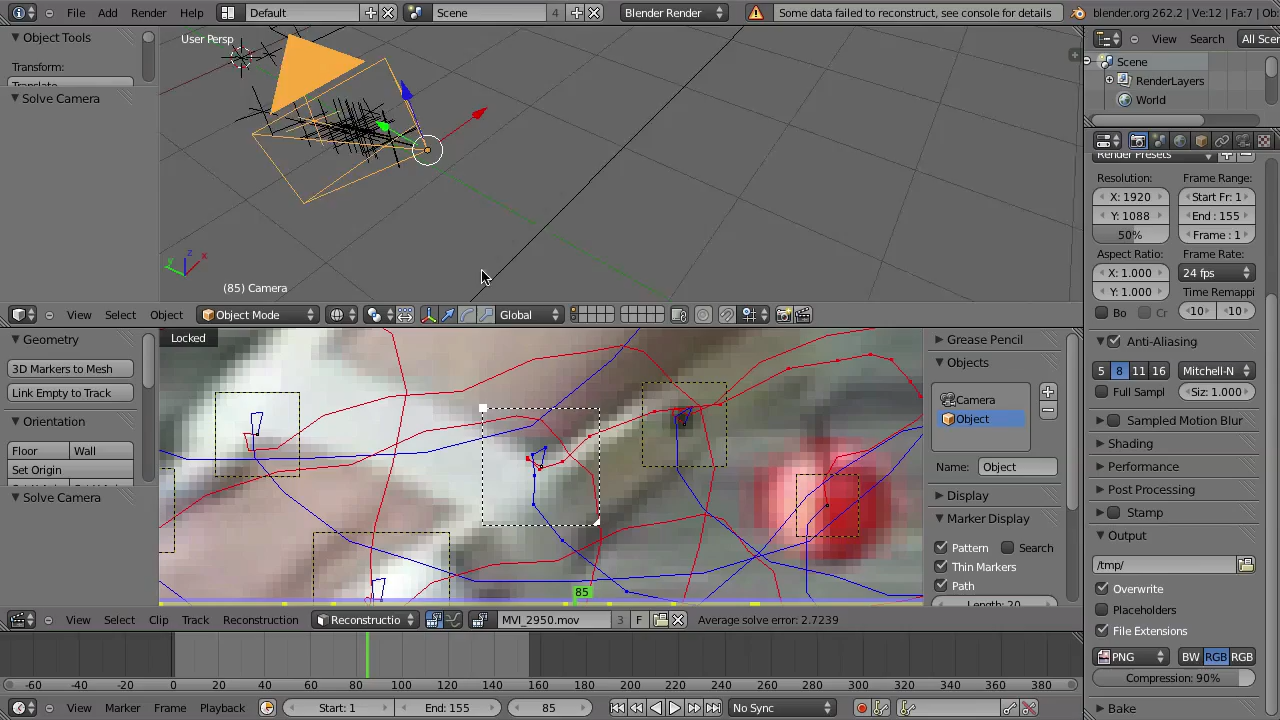 File Add Render Help Default Scene 4 Blender Render Some data failed to reconstruct, see console for details blender.org 262.2 | Ve:12 | Fa:7 | Ob
Object Tools
Transform:
Translate
Solve Camera
User Persp
(85) Camera
View Search All Scen
Scene
RenderLayers
World
Render Presets
Resolution: Frame Range:
X: 1920 Start Fr: 1
Y: 1088 End : 155
50% Frame : 1
Aspect Ratio: Frame Rate:
X: 1.000 24 fps
Y: 1.000 Time Remappi
Bo Cr 10 10
Anti-Aliasing
5 8 11 16 Mitchell-N
Full Sampl Siz: 1.000
Sampled Motion Blur
Shading
Performance
Post Processing
Stamp
Output
/tmp/
Overwrite
Placeholders
File Extensions
PNG BW RGB RGB
Compression: 90%
Bake
View Select Object Object Mode Global
Geometry
3D Markers to Mesh
Link Empty to Track
Orientation
Floor Wall
Set Origin
Solve Camera
Locked
85
Grease Pencil
Objects
Camera
Object
Name: Object
Display
Marker Display
Pattern Search
Thin Markers
Path
Length: 20
View Select Clip Track Reconstruction Reconstructio MVI_2950.mov 3 F Average solve error: 2.7239
-60 -40 -20 0 20 40 60 80 100 120 140 160 180 200 220 240 260 280 300 320 340 360 380
View Marker Frame Playback Start: 1 End: 155 85 No Sync